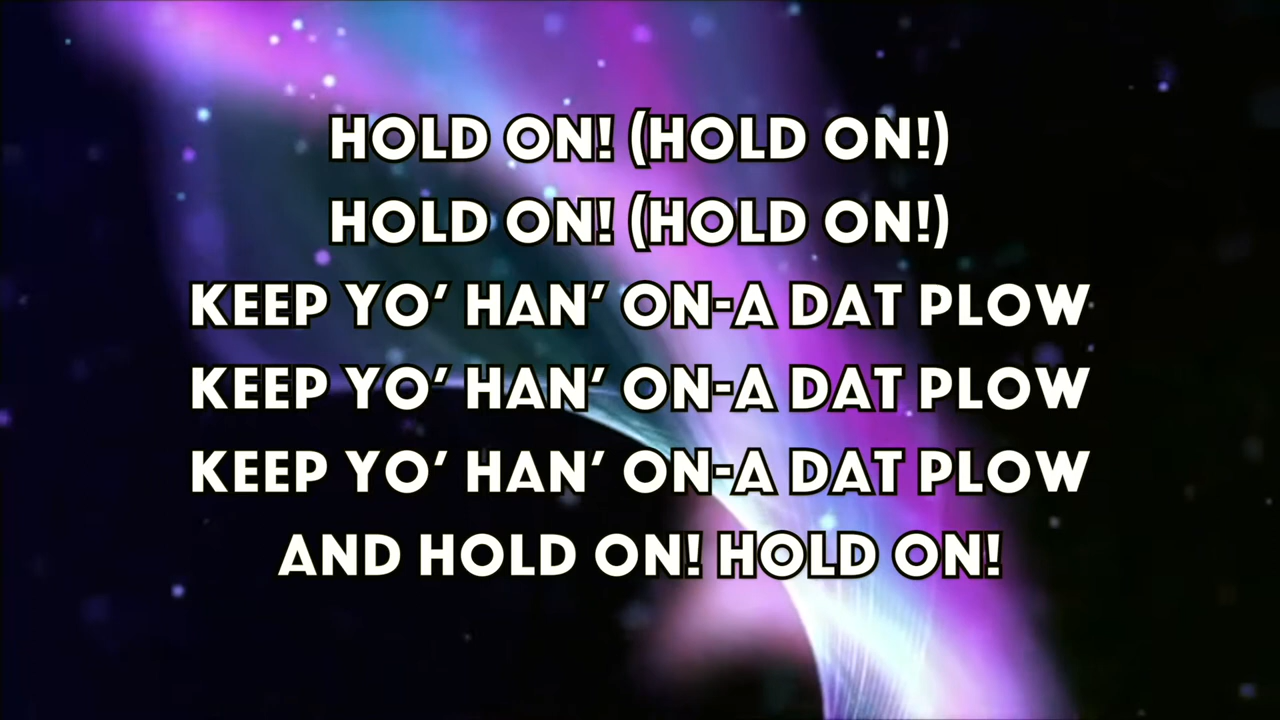 HOLD ON! (HOLD ON!)
HOLD ON! (HOLD ON!)
KEEP YO' HAN' ON-A DAT PLOW
KEEP YO' HAN' ON-A DAT PLOW
KEEP YO' HAN' ON-A DAT PLOW
AND HOLD ON! HOLD ON!